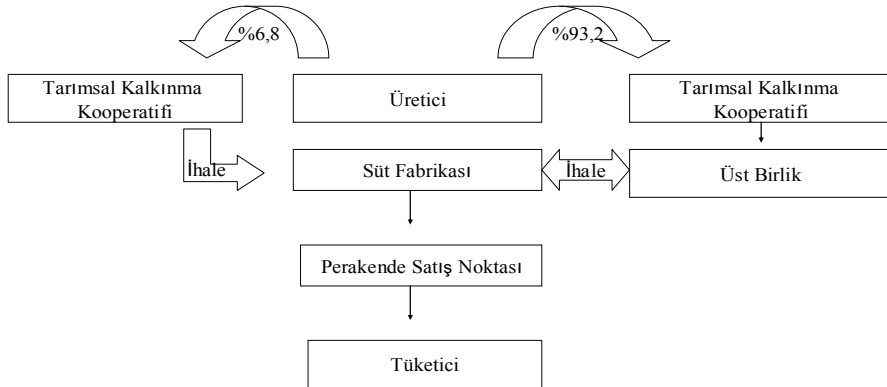 %6,8
%93,2
Tarımsal Kalkınma
Kooperatifi
Üretici
Tarımsal Kalkınma
Kooperatifi
İhale
Süt Fabrikası
İhale
Üst Birlik
Perakende Satış Noktası
Tüketici